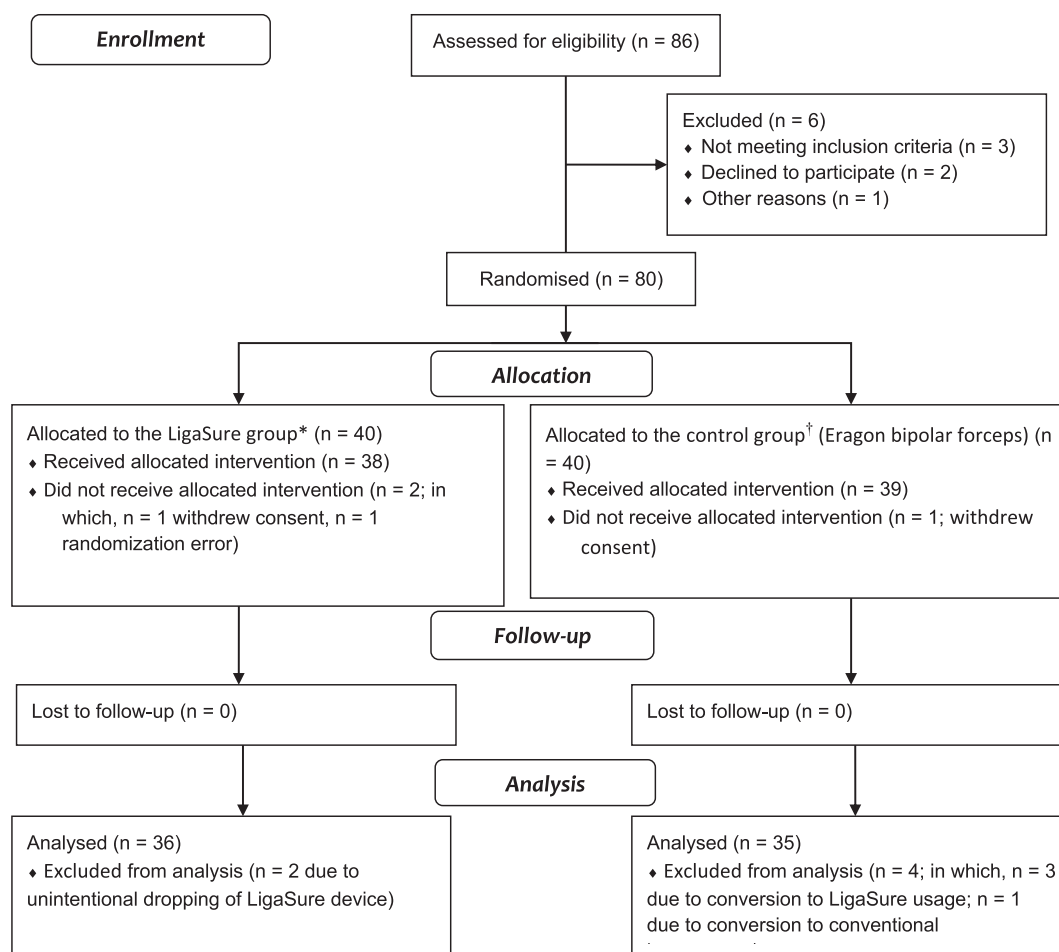 Enrollment
Assessed for eligibility (n = 86)
Excluded (n = 6)
♦ Not meeting inclusion criteria (n = 3)
♦ Declined to participate (n = 2)
♦ Other reasons (n = 1)
Randomised (n = 80)
Allocation
Allocated to the LigaSure group* (n = 40)
♦ Received allocated intervention (n = 38)
♦ Did not receive allocated intervention (n = 2; in
which, n = 1 withdrew consent, n = 1
randomization error)
Allocated to the control group† (Eragon bipolar forceps) (n
= 40)
♦ Received allocated intervention (n = 39)
♦ Did not receive allocated intervention (n = 1; withdrew
consent)
Follow-up
Lost to follow-up (n = 0)
Lost to follow-up (n = 0)
Analysis
Analysed (n = 36)
♦ Excluded from analysis (n = 2 due to
unintentional dropping of LigaSure device)
Analysed (n = 35)
♦ Excluded from analysis (n = 4; in which, n = 3
due to conversion to LigaSure usage; n = 1
due to conversion to conventional